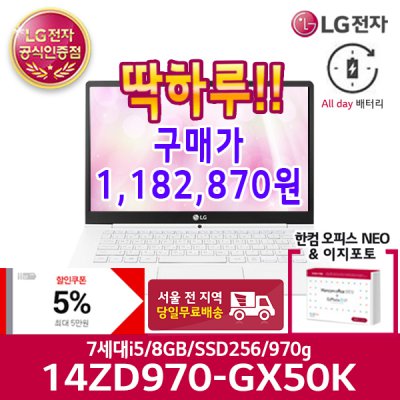 LG전자
공식인증점
LG전자
All day 배터리
딱하루!!
구매가
1,182,870원
LG
한컴 오피스 NEO
& 이지포토
할인쿠폰
5%
최대 5만원
서울 전 지역
당일무료배송
7세대i5/8GB/SSD256/970g
14ZD970-GX50K